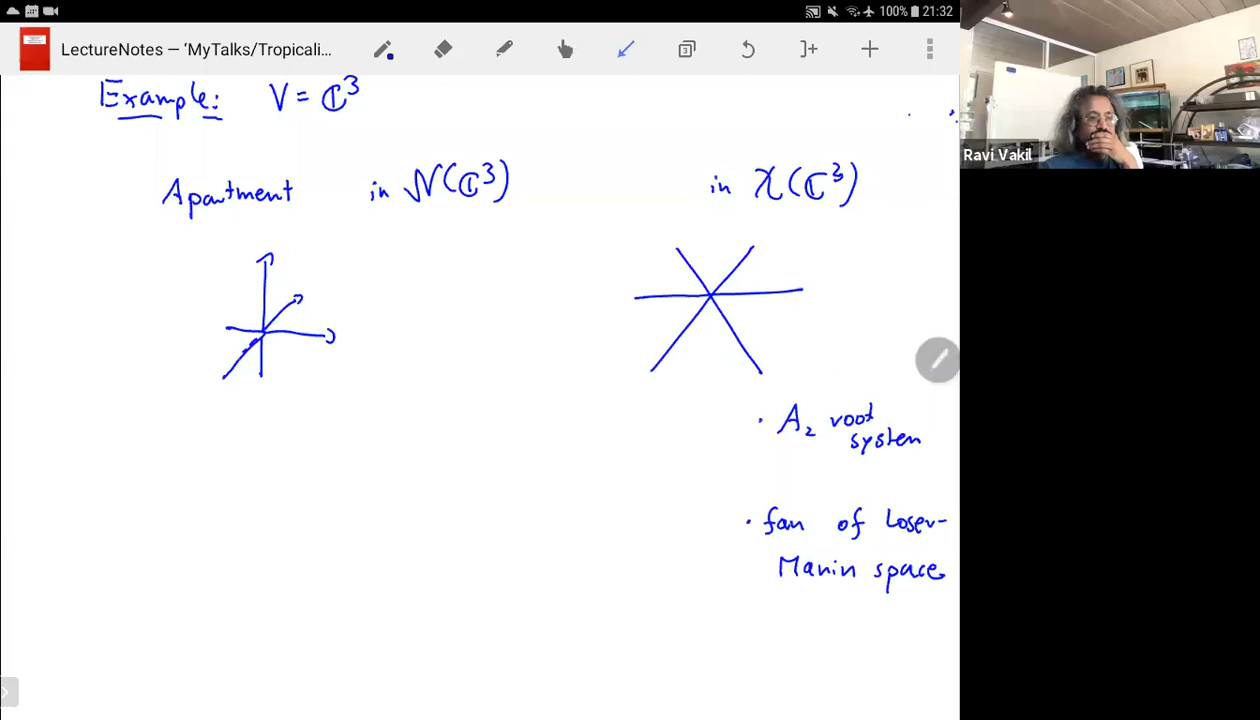 100% 21:32
LectureNotes – 'MyTalks/Tropicali...
3
Example: V = ℂ³
Ravi Vakil
Apartment in 𝒩(ℂ³) in 𝒳(ℂ³)
· A₂ root
system
· fan of Losev-
Manin space